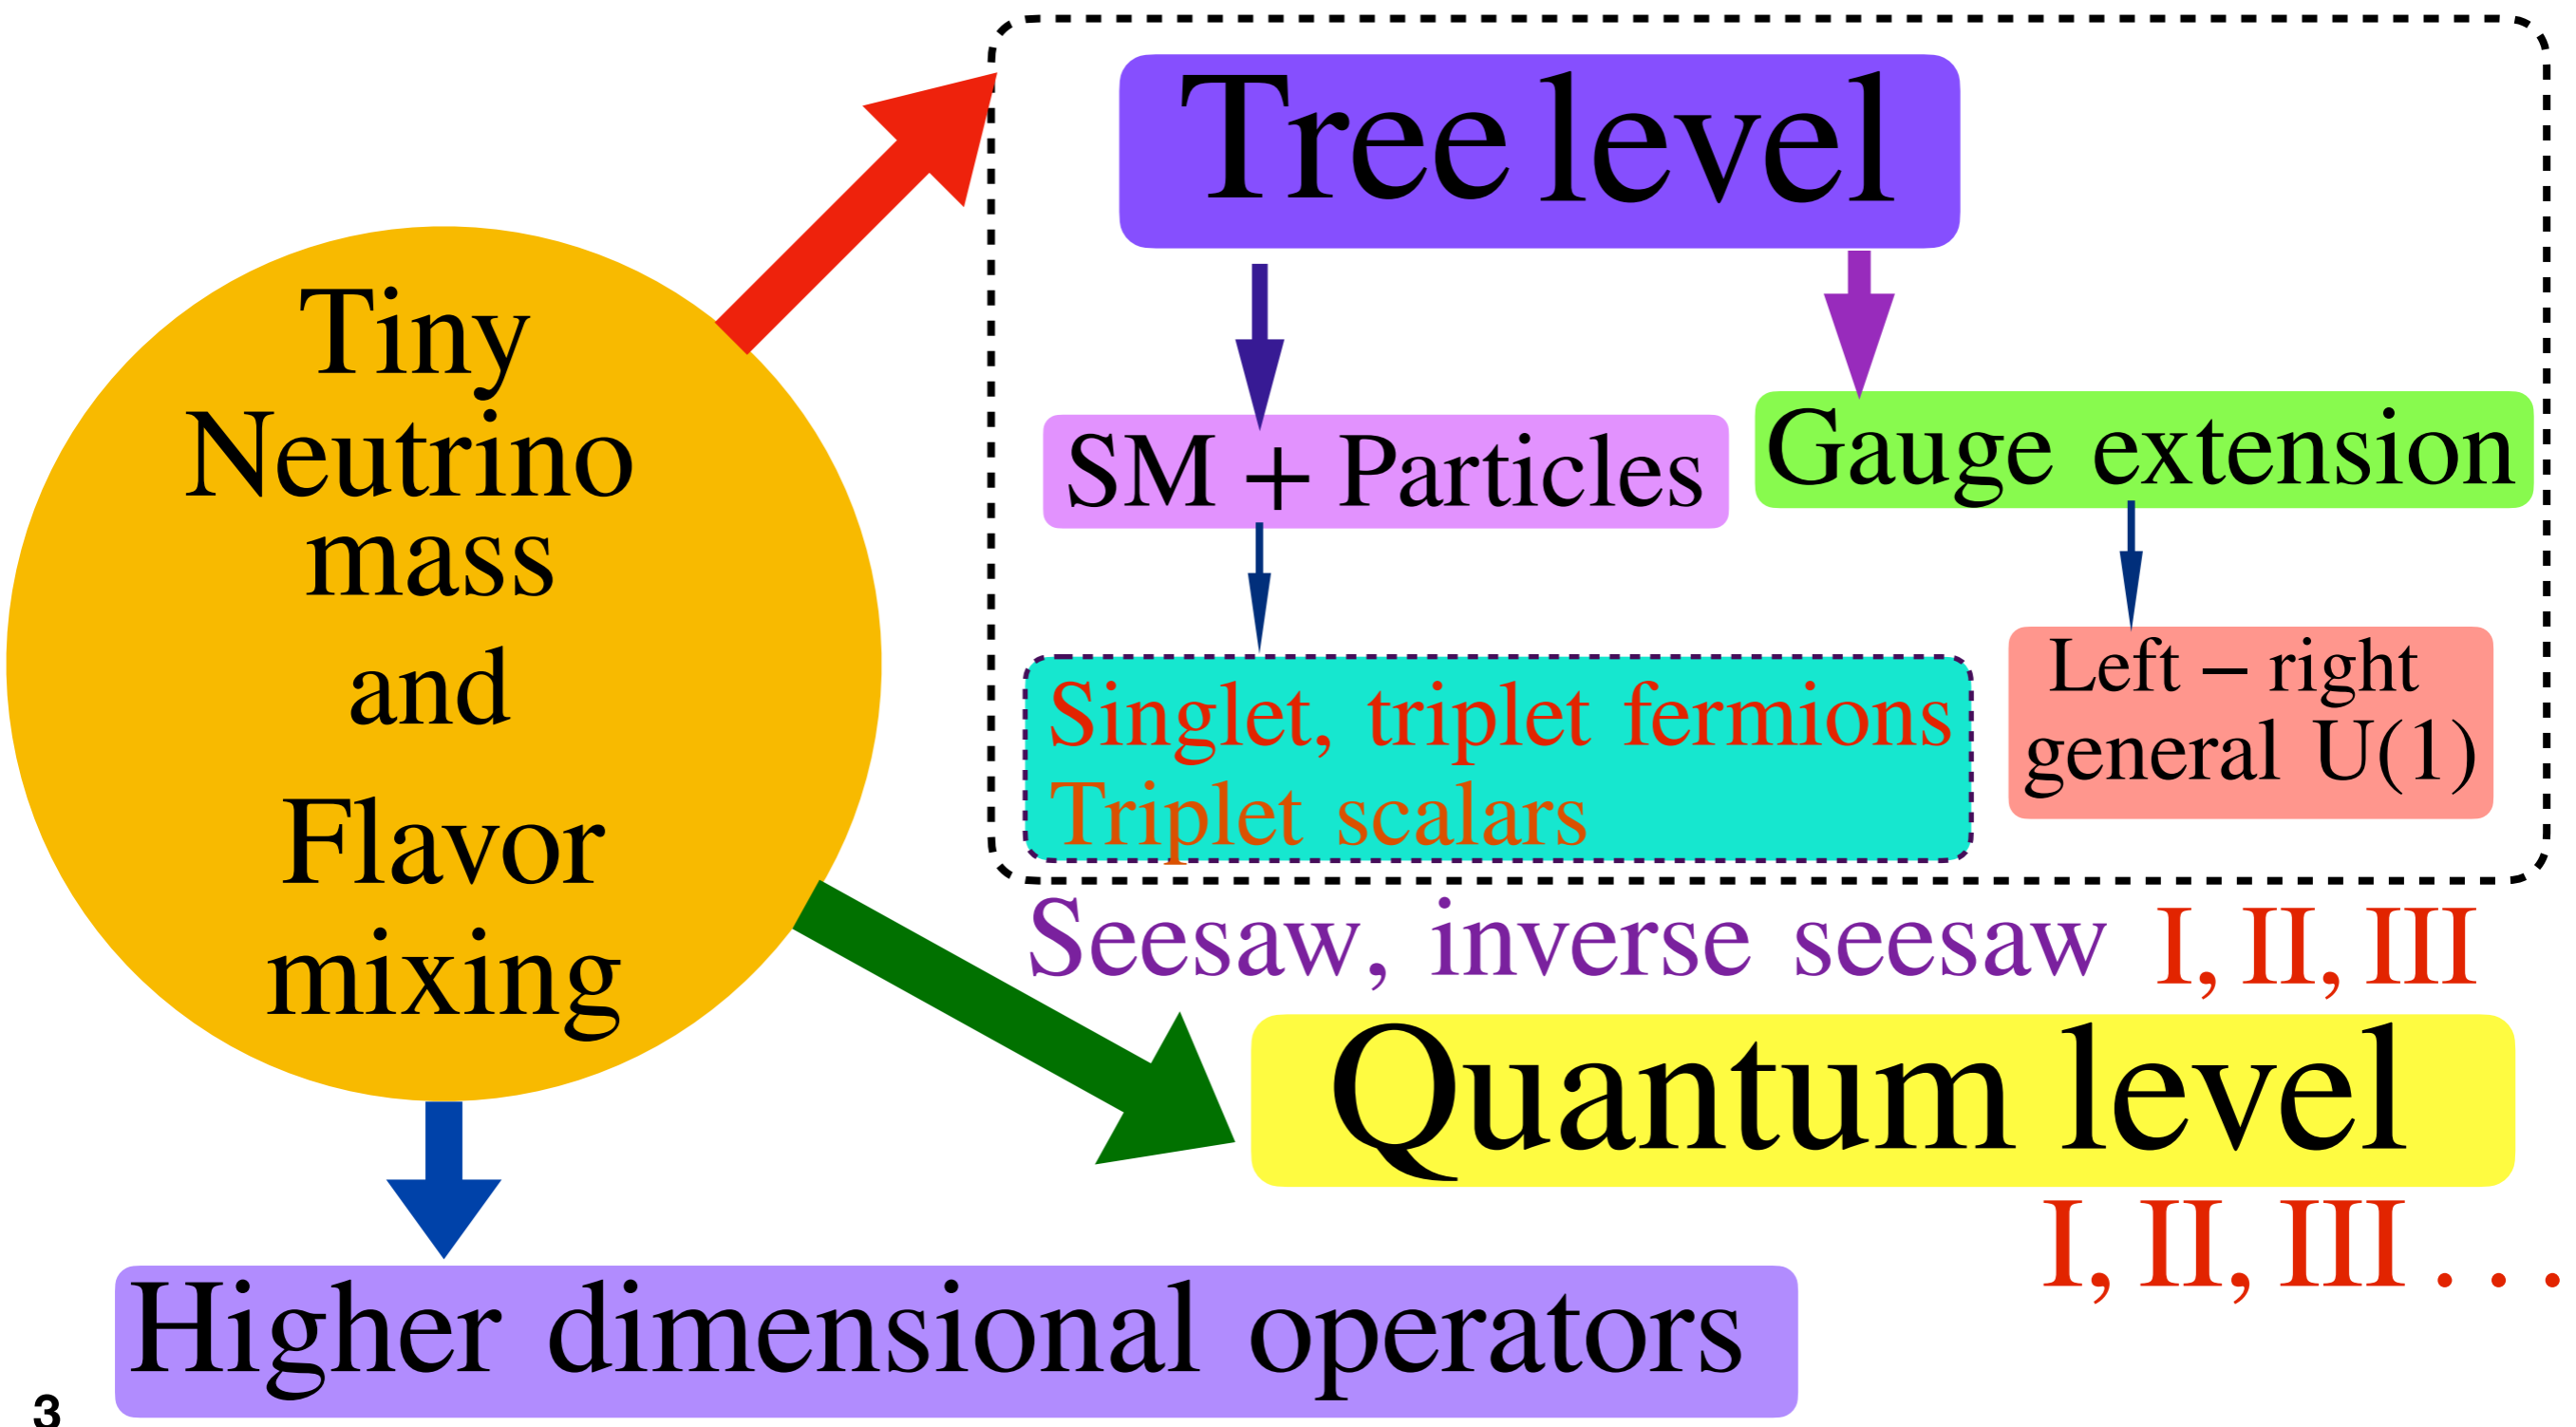 Tiny
Neutrino
mass
and
Flavor
mixing
Tree level
SM + Particles
Gauge extension
Singlet, triplet fermions
Triplet scalars
Left – right
general U(1)
Seesaw, inverse seesaw I, II, III
Quantum level
I, II, III . . .
Higher dimensional operators
3